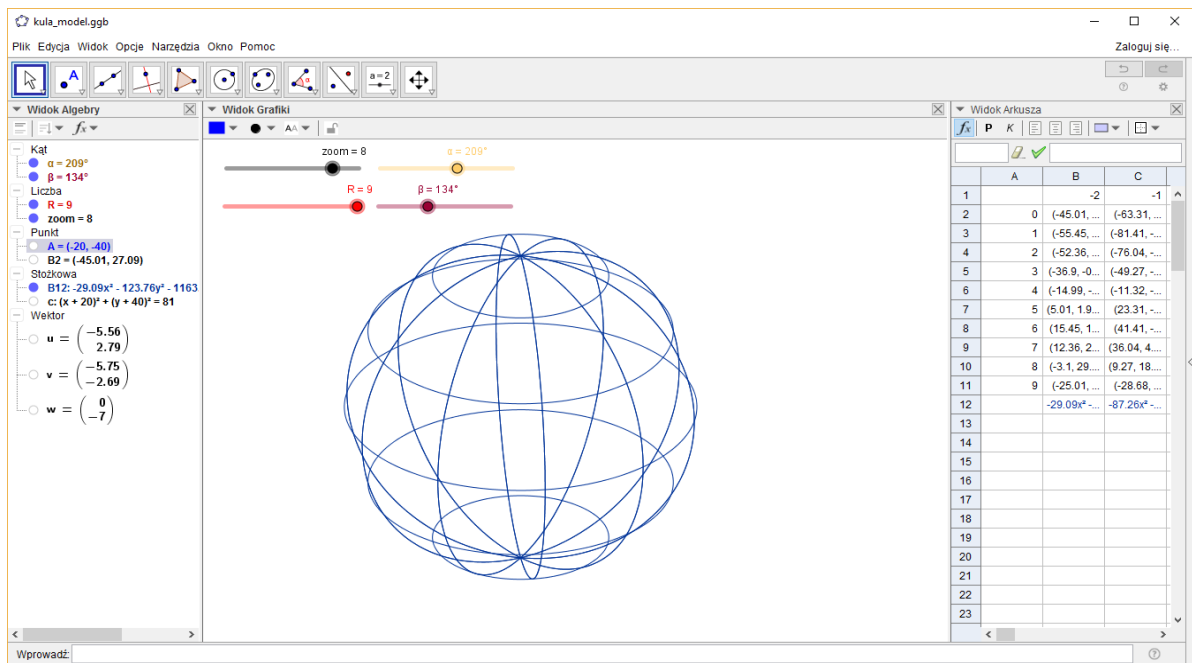 kula_model.ggb
Plik Edycja Widok Opcje Narzędzia Okno Pomoc
Zaloguj się...
A
α
a = 2
Widok Algebry
fx
Kąt
α = 209°
β = 134°
Liczba
R = 9
zoom = 8
Punkt
A = (-20, -40)
B2 = (-45.01, 27.09)
Stożkowa
B12: -29.09x² - 123.76y² - 1163
c: (x + 20)² + (y + 40)² = 81
Wektor
u = (−5.56
2.79)
v = (−5.75
−2.69)
w = (0
−7)
Widok Grafiki
AA
zoom = 8
α = 209°
R = 9
β = 134°
Widok Arkusza
fx P K
A B C
1 -2 -1
2 0 (-45.01, ... (-63.31, ...
3 1 (-55.45, ... (-81.41, -...
4 2 (-52.36, ... (-76.04, -...
5 3 (-36.9, -0... (-49.27, -...
6 4 (-14.99, -... (-11.32, -...
7 5 (5.01, 1.9... (23.31, -...
8 6 (15.45, 1... (41.41, -...
9 7 (12.36, 2... (36.04, 4....
10 8 (-3.1, 29.... (9.27, 18....
11 9 (-25.01, ... (-28.68, ...
12 -29.09x² -... -87.26x² -...
13
14
15
16
17
18
19
20
21
22
23
Wprowadź: